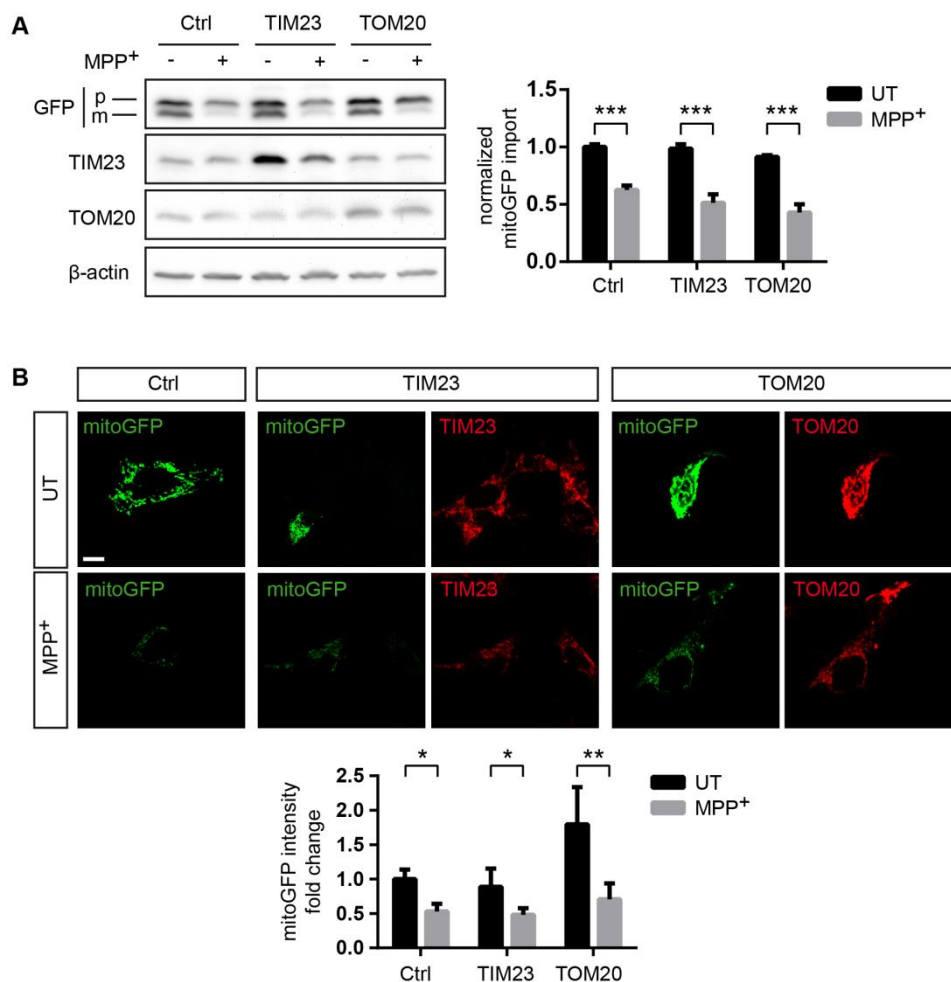 A
Ctrl TIM23 TOM20
MPP+ - + - + - +
GFP p
m
TIM23
TOM20
β-actin
normalized
mitoGFP import
1.5
1.0
0.5
0.0
*** *** ***
Ctrl TIM23 TOM20
UT
MPP+
B
Ctrl TIM23 TOM20
UT
mitoGFP mitoGFP TIM23 mitoGFP TOM20
MPP+
mitoGFP mitoGFP TIM23 mitoGFP TOM20
mitoGFP intensity
fold change
2.5
2.0
1.5
1.0
0.5
0.0
* * **
Ctrl TIM23 TOM20
UT
MPP+